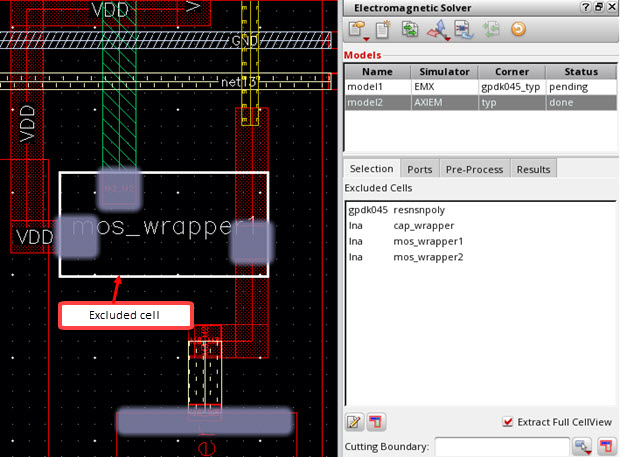 VDD
V
GND
net13
VDD
mos_wrapper1
VDD
Excluded cell
Electromagnetic Solver
Models
Name Simulator Corner Status
model1 EMX gpdk045_typ pending
model2 AXIEM typ done
Selection Ports Pre-Process Results
Excluded Cells
gpdk045 resnsnpoly
lna cap_wrapper
lna mos_wrapper1
lna mos_wrapper2
Extract Full CellView
Cutting Boundary: